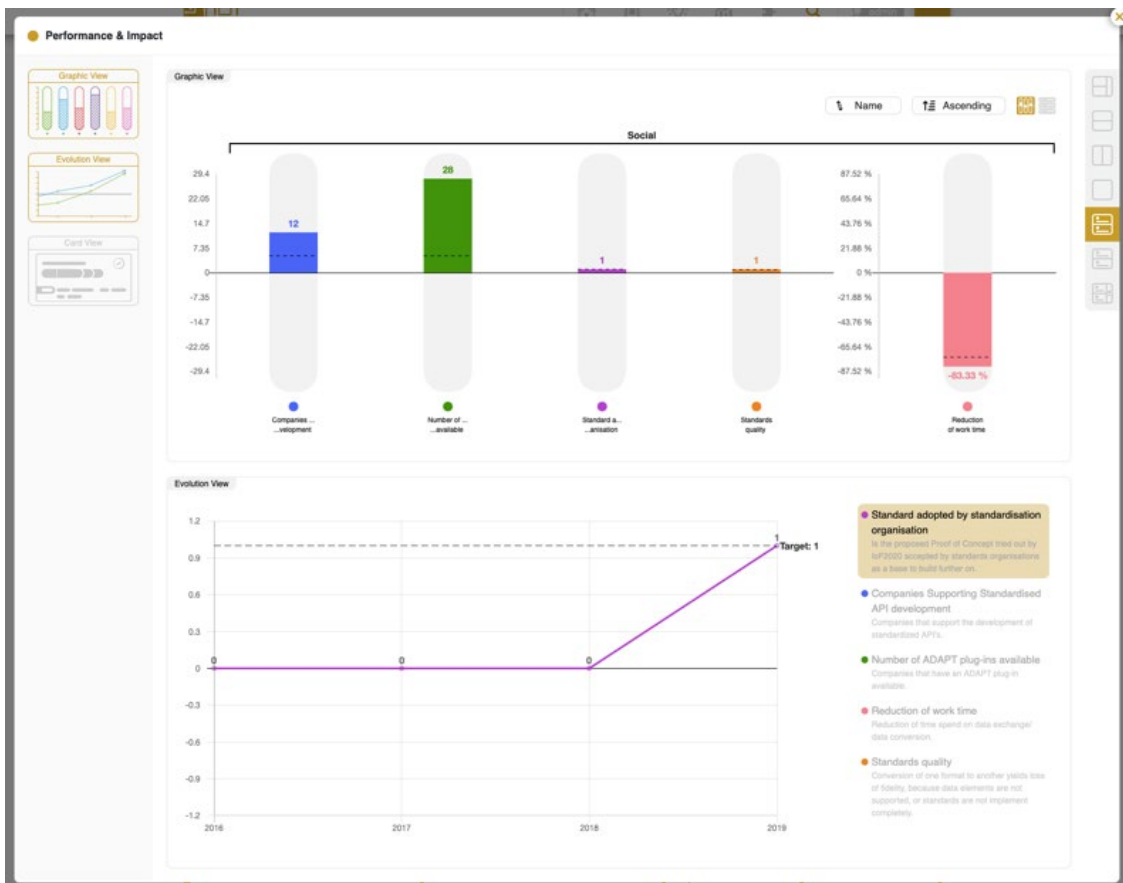 Performance & Impact
Graphic View
Evolution View
Card View
Graphic View
Name
Ascending
Social
29.4
22.05
14.7
7.35
0
-7.35
-14.7
-22.05
-29.4
12
28
1
1
87.52 %
65.64 %
43.76 %
21.88 %
0 %
-21.88 %
-43.76 %
-65.64 %
-87.52 %
-83.33 %
Companies ...
...velopment
Number of ...
...available
Standard a...
...anisation
Standards
quality
Reduction
of work time
Evolution View
1.2
0.9
0.6
0.3
0
-0.3
-0.6
-0.9
-1.2
0
0
0
1
Target: 1
2016
2017
2018
2019
Standard adopted by standardisation
organisation
Is the proposed Proof of Concept tried out by
IoF2020 accepted by standards organisations
as a base to build further on.
Companies Supporting Standardised
API development
Companies that support the development of
standardized API's.
Number of ADAPT plug-ins available
Companies that have an ADAPT plug-in
available.
Reduction of work time
Reduction of time spend on data exchange/
data conversion.
Standards quality
Conversion of one format to another yields loss
of fidelity, because data elements are not
supported, or standards are not implement
completely.